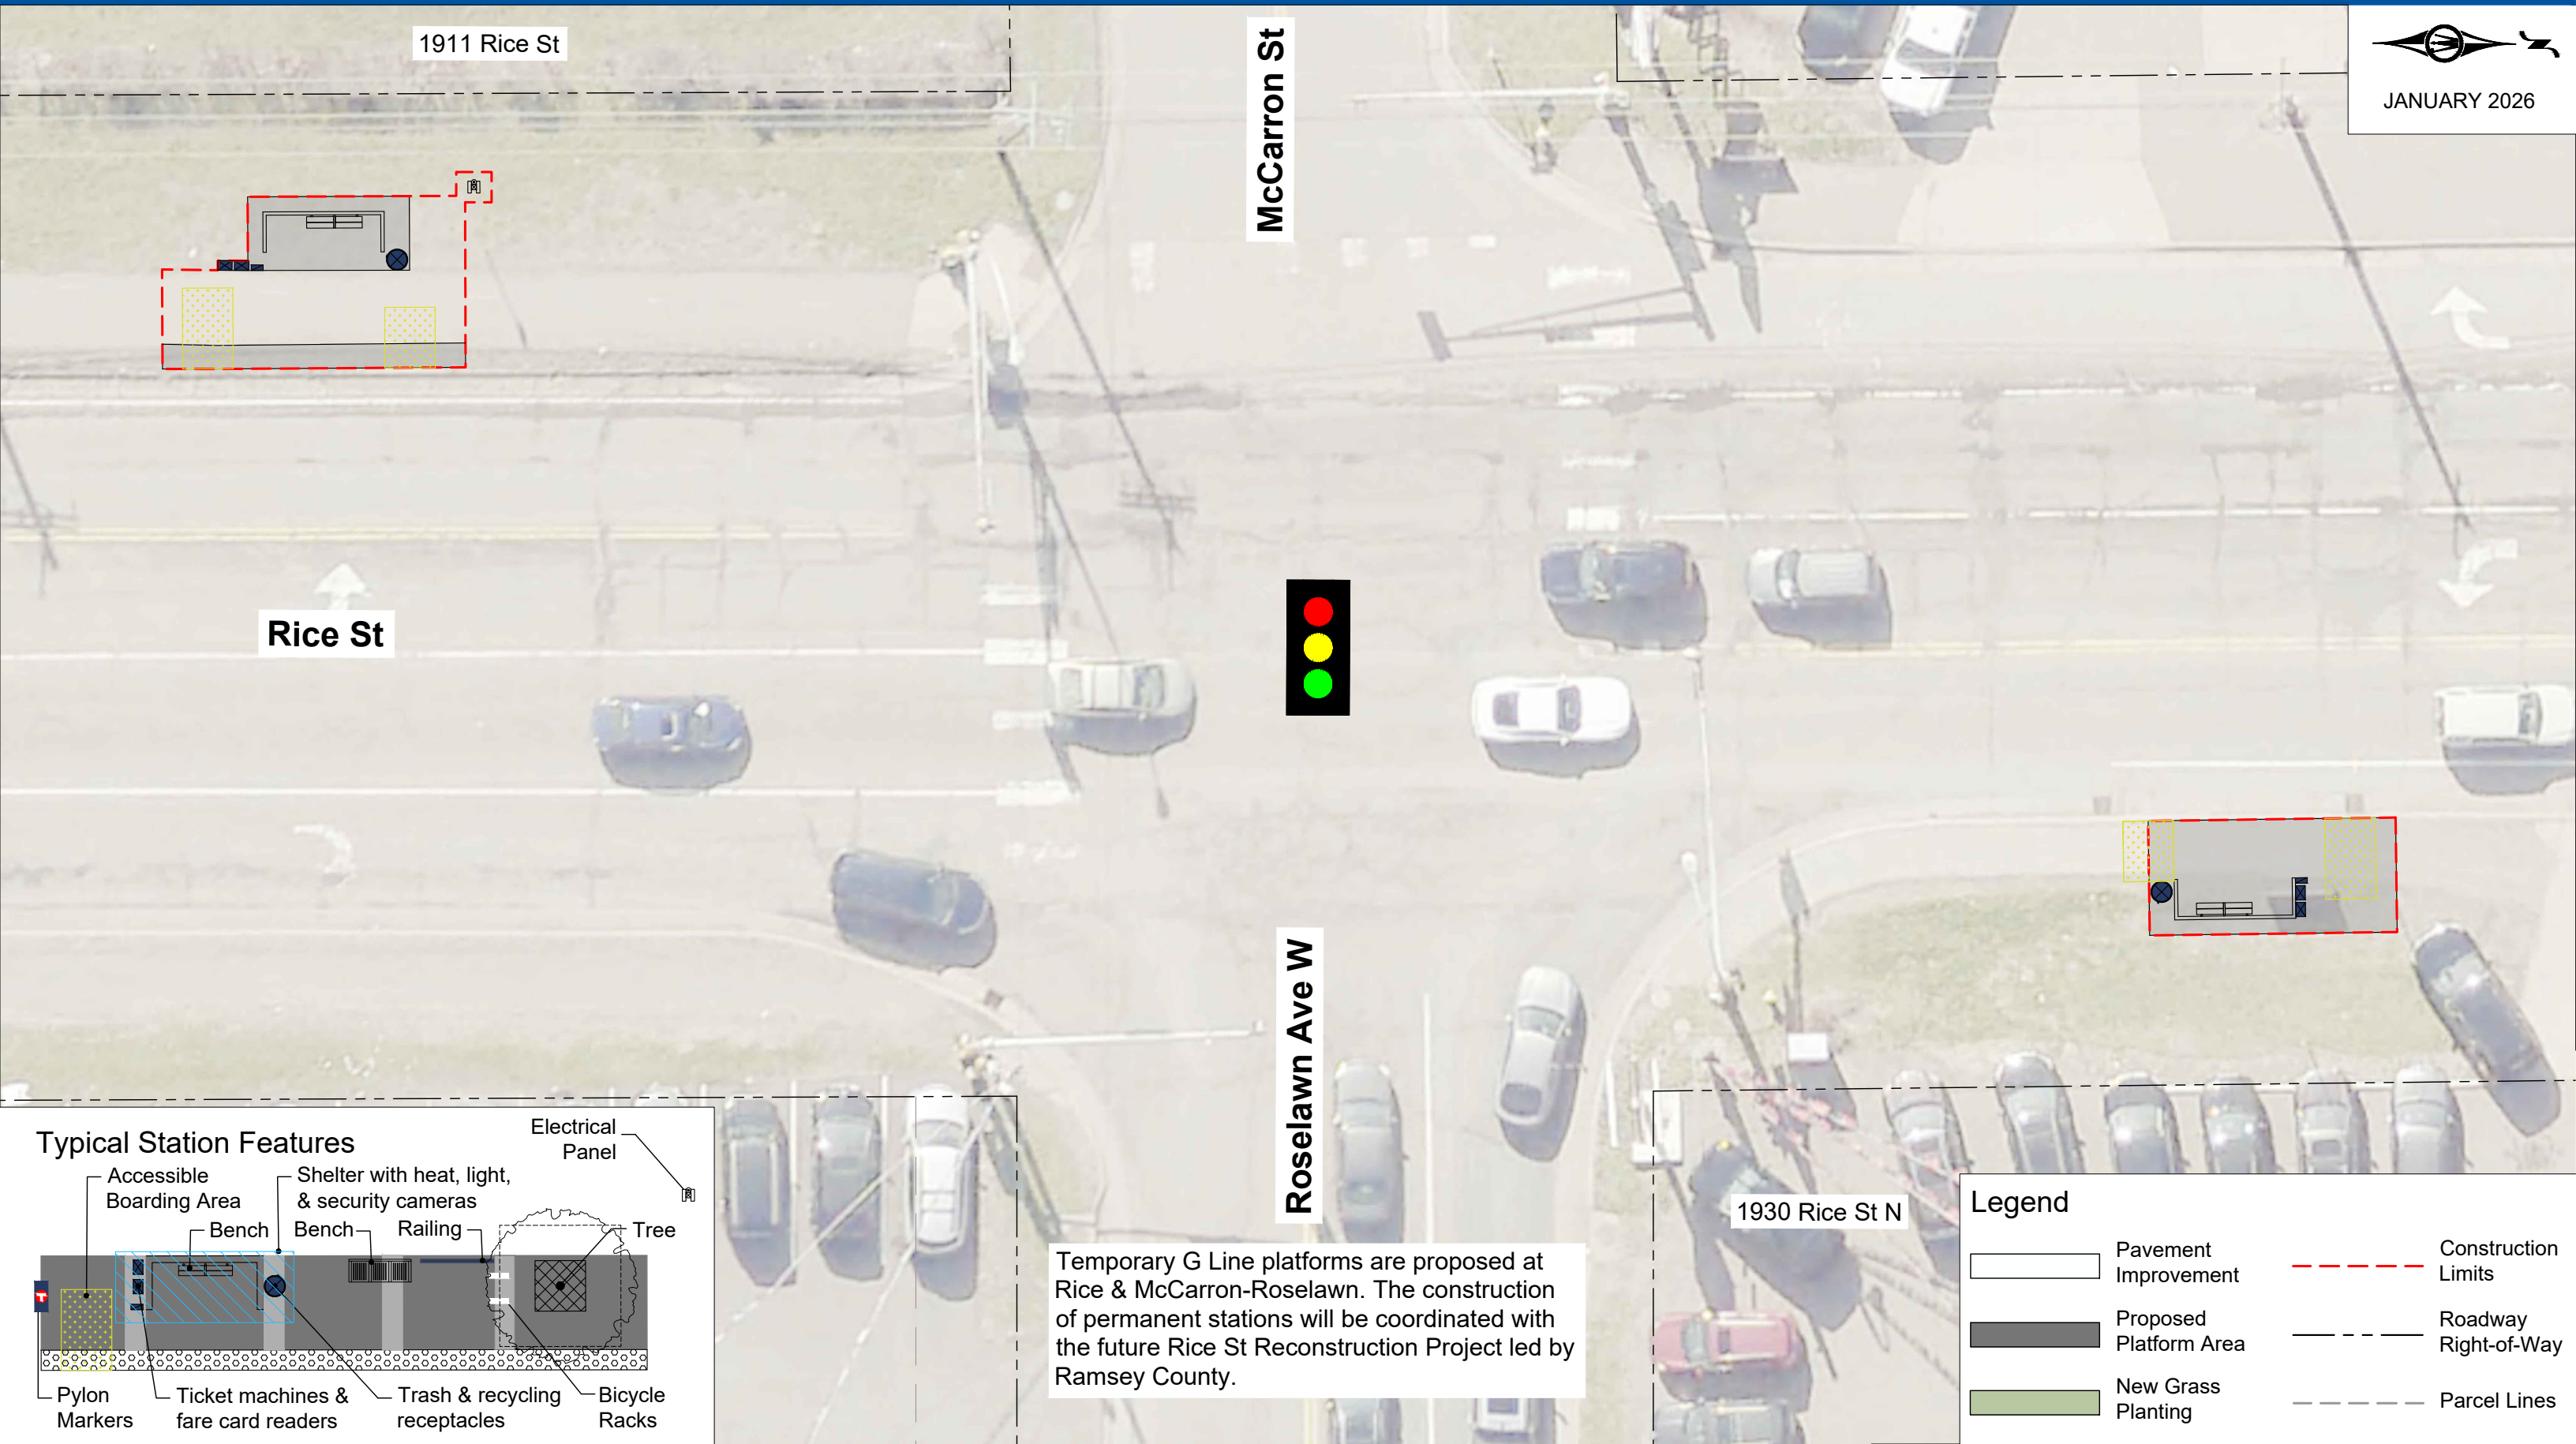 1911 Rice St
McCarron St
JANUARY 2026
Rice St
Roselawn Ave W
1930 Rice St N
Temporary G Line platforms are proposed at
Rice & McCarron-Roselawn. The construction
of permanent stations will be coordinated with
the future Rice St Reconstruction Project led by
Ramsey County.
Typical Station Features
Electrical
Panel
Accessible
Boarding Area
Shelter with heat, light,
& security cameras
Bench
Bench
Railing
Tree
Pylon
Markers
Ticket machines &
fare card readers
Trash & recycling
receptacles
Bicycle
Racks
Legend
Pavement
Improvement
Proposed
Platform Area
New Grass
Planting
Construction
Limits
Roadway
Right-of-Way
Parcel Lines